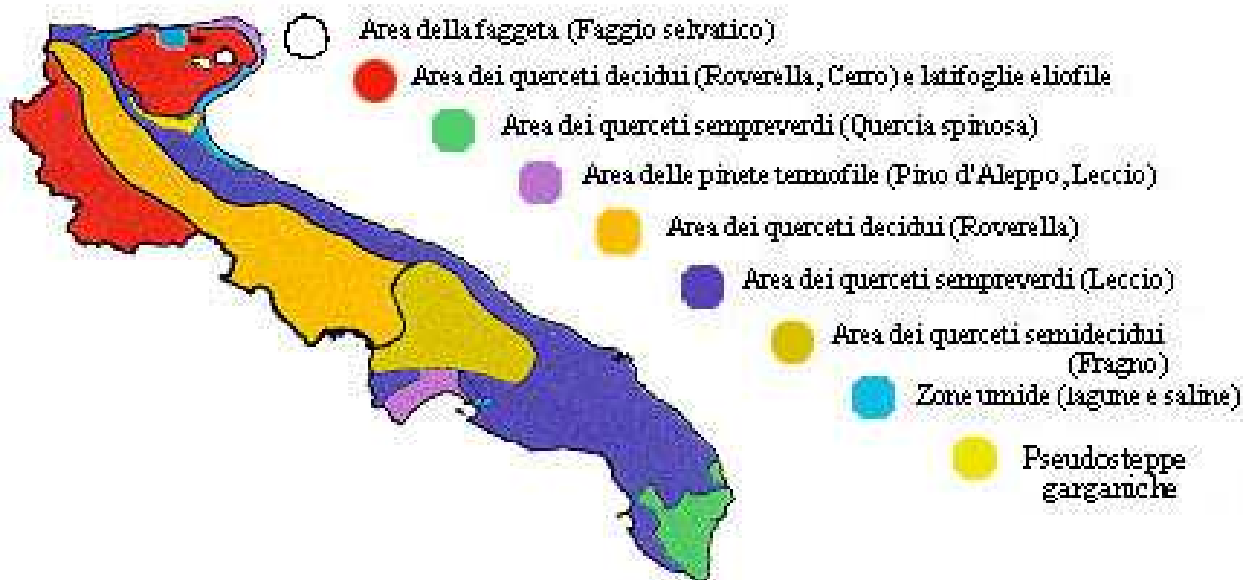 Area della faggeta (Faggio selvatico)
Area dei querceti decidui (Roverella, Cerro) e latifoglie eliofile
Area dei querceti sempreverdi (Quercia spinosa)
Area delle pinete termofile (Pino d'Aleppo, Leccio)
Area dei querceti decidui (Roverella)
Area dei querceti sempreverdi (Leccio)
Area dei querceti semidecidui
(Fragno)
Zone umide (lagune e saline)
Pseudosteppe
garganiche